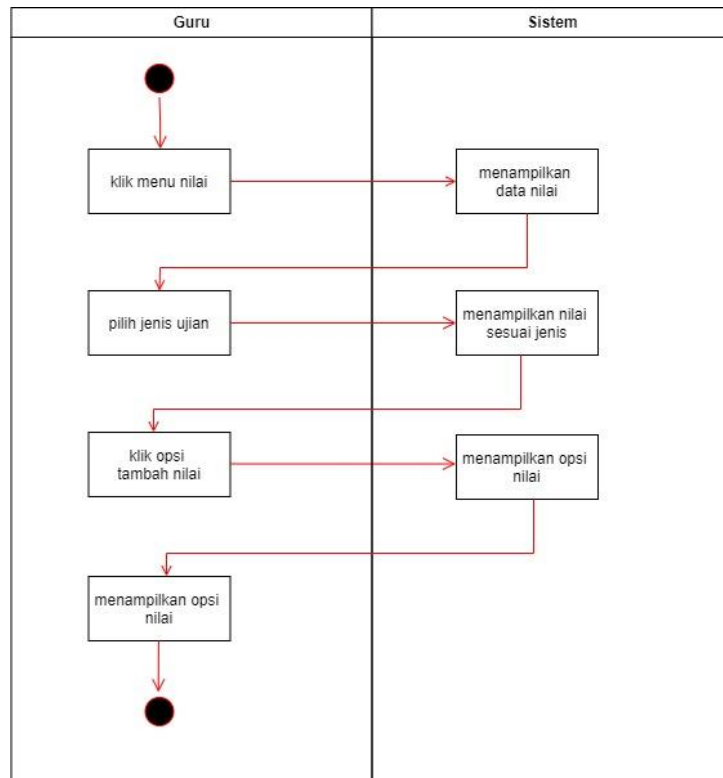 Guru
Sistem
klik menu nilai
menampilkan
data nilai
pilih jenis ujian
menampilkan nilai
sesuai jenis
klik opsi
tambah nilai
menampilkan opsi
nilai
menampilkan opsi
nilai